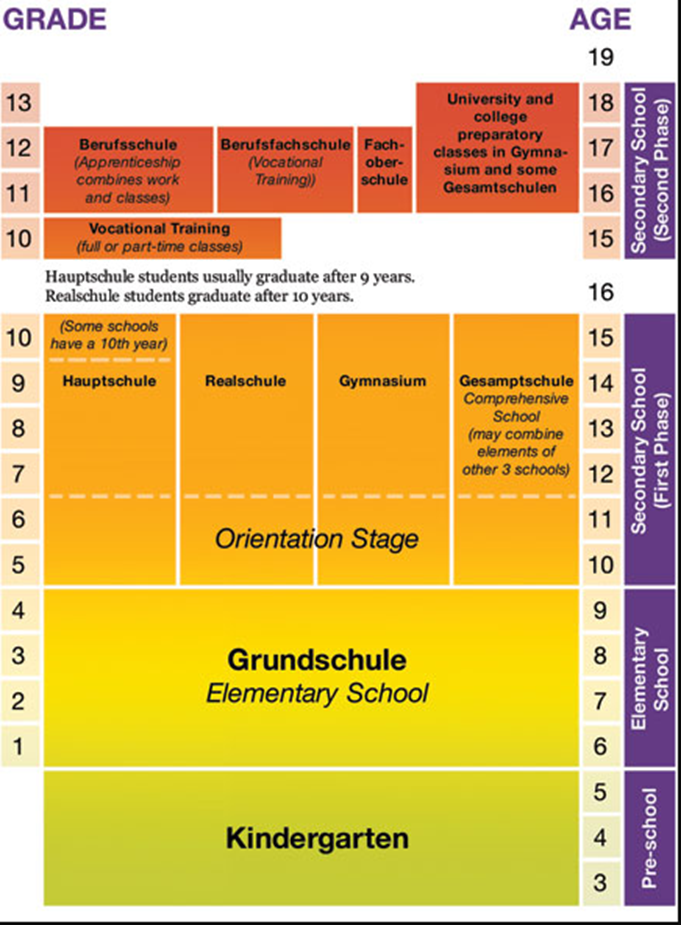 GRADE
AGE
19
13
18
University and
college
preparatory
classes in Gymna-
sium and some
Gesamtschulen
12
17
Berufsschule
(Apprenticeship
combines work
and classes)
Berufsfachschule
(Vocational
Training))
Fach-
ober-
schule
11
16
10
15
Vocational Training
(full or part-time classes)
Secondary School
(Second Phase)
Hauptschule students usually graduate after 9 years.
Realschule students graduate after 10 years.
16
10
15
(Some schools
have a 10th year)
9
14
Hauptschule
Realschule
Gymnasium
Gesamptschule
Comprehensive
School
(may combine
elements of
other 3 schools)
8
13
7
12
6
11
Orientation Stage
5
10
Secondary School
(First Phase)
4
9
3
8
Grundschule
Elementary School
2
7
1
6
Elementary
School
5
Kindergarten
4
3
Pre-school